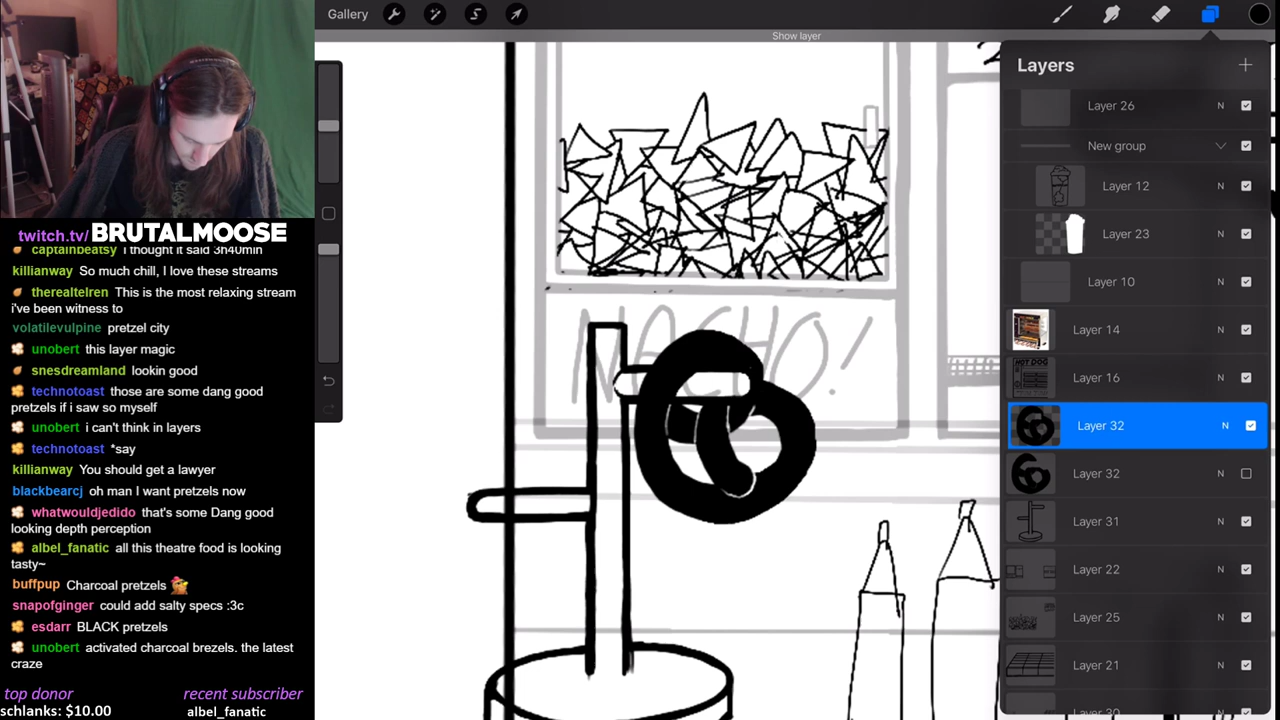 Gallery
Show layer
Layers
Layer 26
N
New group
Layer 12
N
Layer 23
N
Layer 10
N
Layer 14
N
HOT DOG
Layer 16
N
Layer 32
N
Layer 32
N
Layer 31
N
Layer 22
N
Layer 25
N
Layer 21
N
Layer 30
N
NACHO!
twitch.tv/BRUTALMOOSE
captainbeatsy I thought it said 3h40min
killianway So much chill, I love these streams
therealtelren This is the most relaxing stream
i've been witness to
volatilevulpine pretzel city
unobert this layer magic
snesdreamland lookin good
technotoast those are some dang good
pretzels if i saw so myself
unobert i can't think in layers
technotoast *say
killianway You should get a lawyer
blackbearcj oh man I want pretzels now
whatwouldjedido that's some Dang good
looking depth perception
albel_fanatic all this theatre food is looking
tasty~
buffpup Charcoal pretzels
snapofginger could add salty specs :3c
esdarr BLACK pretzels
unobert activated charcoal brezels. the latest
craze
top donor
schlanks: $10.00
recent subscriber
albel_fanatic